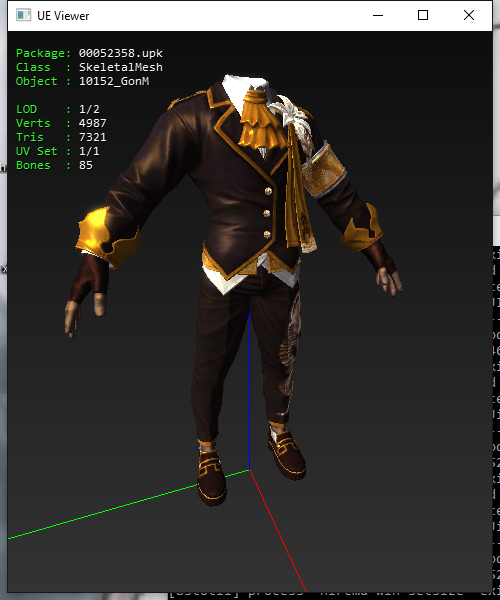 UE Viewer
Package: 00052358.upk
Class : SkeletalMesh
Object : 10152_GonM
LOD : 1/2
Verts : 4987
Tris : 7321
UV Set : 1/1
Bones : 85